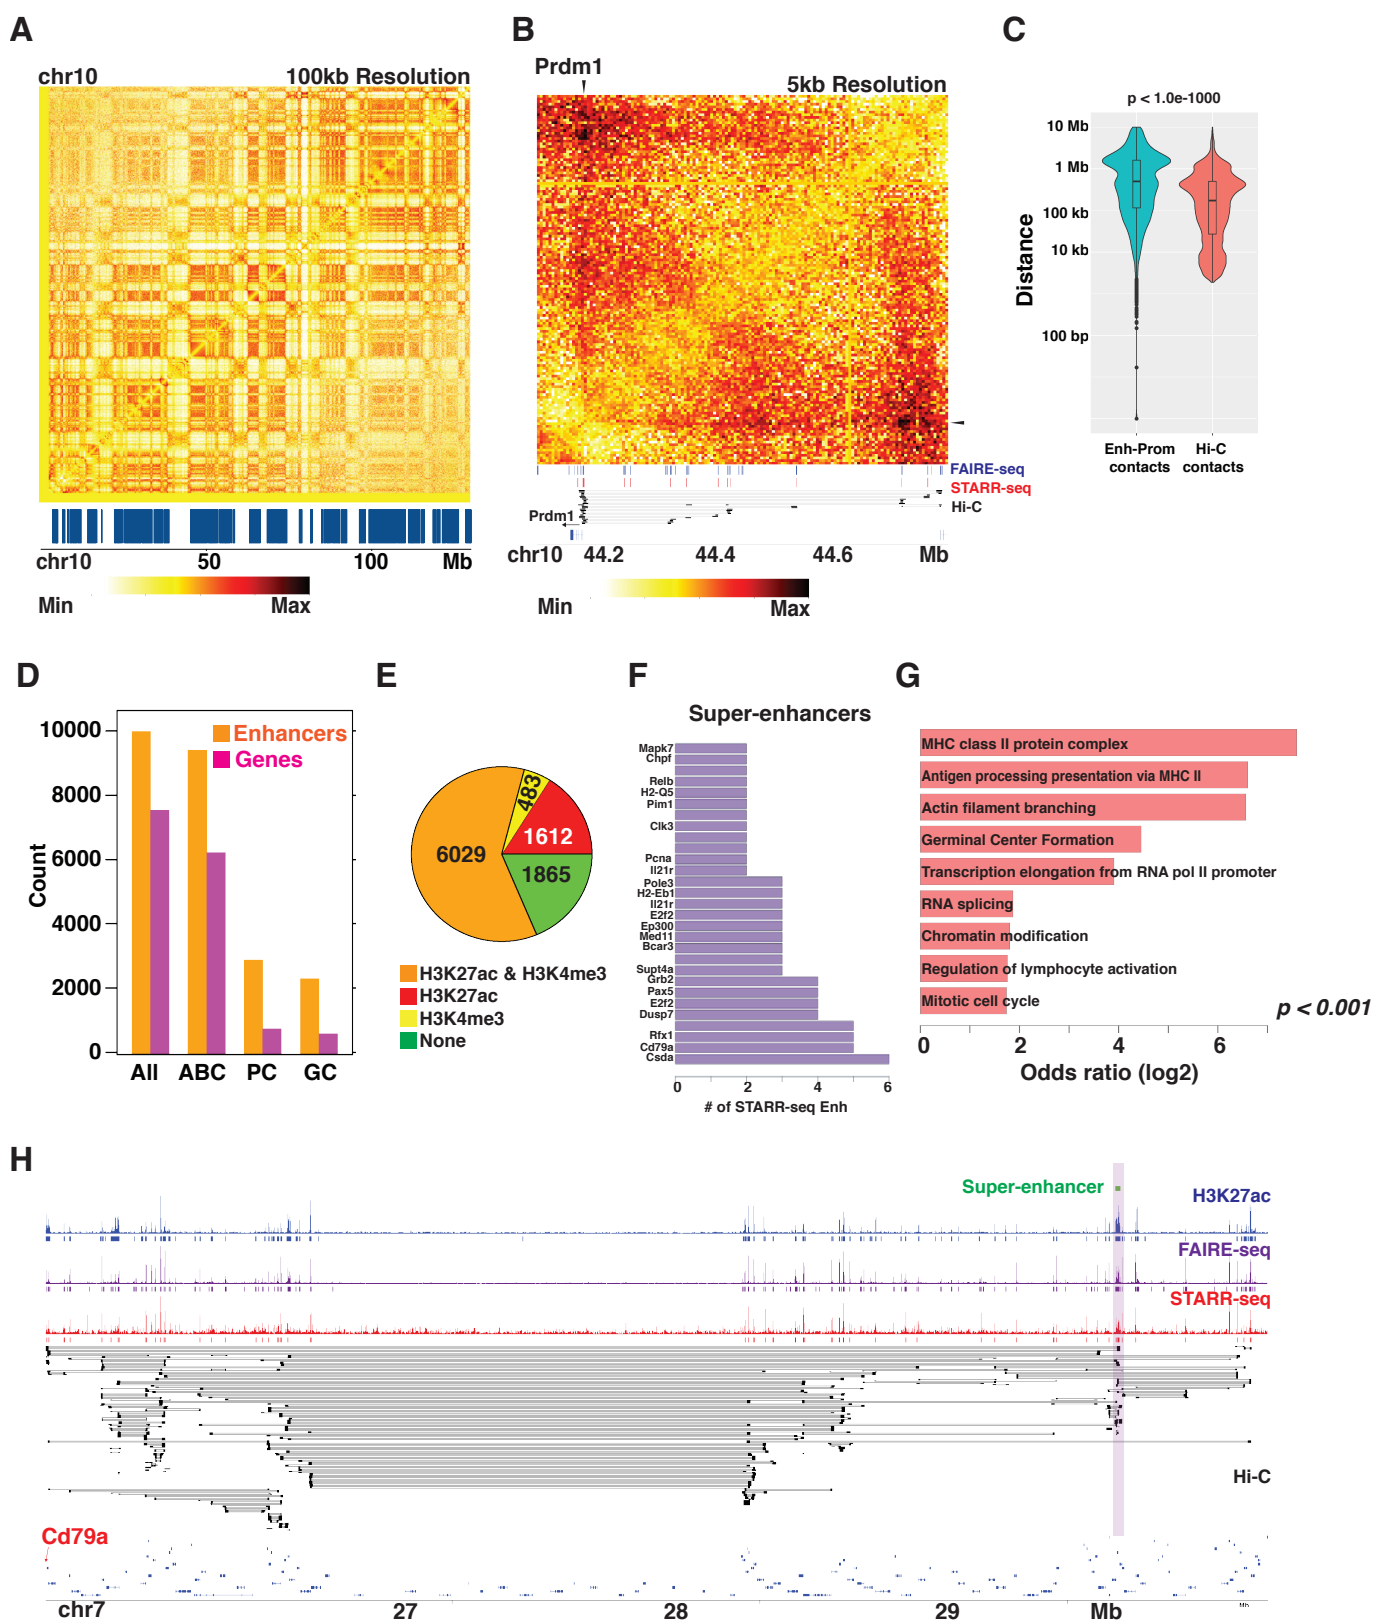 A
chr10
100kb Resolution
chr10
50
100
Mb
Min
Max
B
Prdm1
5kb Resolution
FAIRE-seq
STARR-seq
Hi-C
Prdm1
chr10
44.2
44.4
44.6
Mb
Min
Max
C
p < 1.0e-1000
Distance
10 Mb
1 Mb
100 kb
10 kb
100 bp
Enh-Prom
contacts
Hi-C
contacts
D
Count
10000
8000
6000
4000
2000
0
Enhancers
Genes
All
ABC
PC
GC
E
483
1612
6029
1865
H3K27ac & H3K4me3
H3K27ac
H3K4me3
None
F
Super-enhancers
Mapk7
Chpf
Relb
H2-Q5
Pim1
Clk3
Pcna
Il21r
Pole3
H2-Eb1
Il21r
E2f2
Ep300
Med11
Bcar3
Supt4a
Grb2
Pax5
E2f2
Dusp7
Rfx1
Cd79a
Csda
0
2
4
6
# of STARR-seq Enh
G
MHC class II protein complex
Antigen processing presentation via MHC II
Actin filament branching
Germinal Center Formation
Transcription elongation from RNA pol II promoter
RNA splicing
Chromatin modification
Regulation of lymphocyte activation
Mitotic cell cycle
p < 0.001
0
2
4
6
Odds ratio (log2)
H
Super-enhancer
H3K27ac
FAIRE-seq
STARR-seq
Hi-C
Cd79a
chr7
27
28
29
Mb
Mb